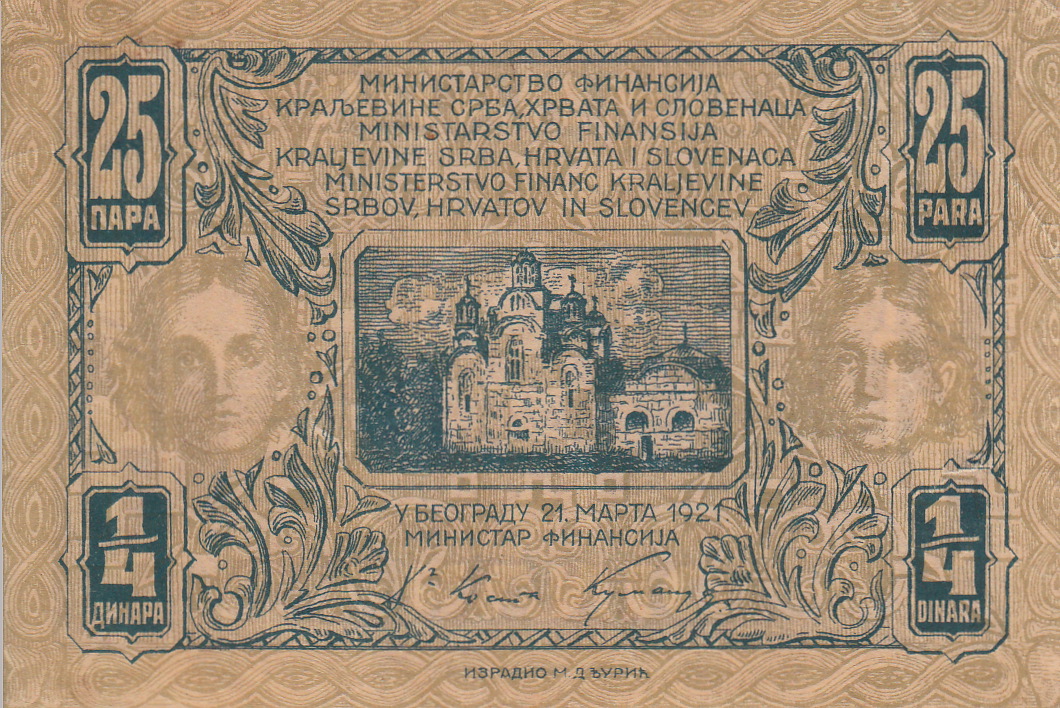 25
ПАРА
25
PARA
МИНИСТАРСТВО ФИНАНСИЈА
КРАЉЕВИНЕ СРБА, ХРВАТА И СЛОВЕНАЦА
MINISTARSTVO FINANSIJA
KRALJEVINE SRBA, HRVATA I SLOVENACA
MINISTERSTVO FINANC KRALJEVINE
SRBOV, HRVATOV IN SLOVENCEV
У БЕОГРАДУ 21. МАРТА 1921
МИНИСТАР ФИНАНСИЈА
1/4
ДИНАРА
1/4
DINARA
ИЗРАДИО М. Д. ЂУРИЋ